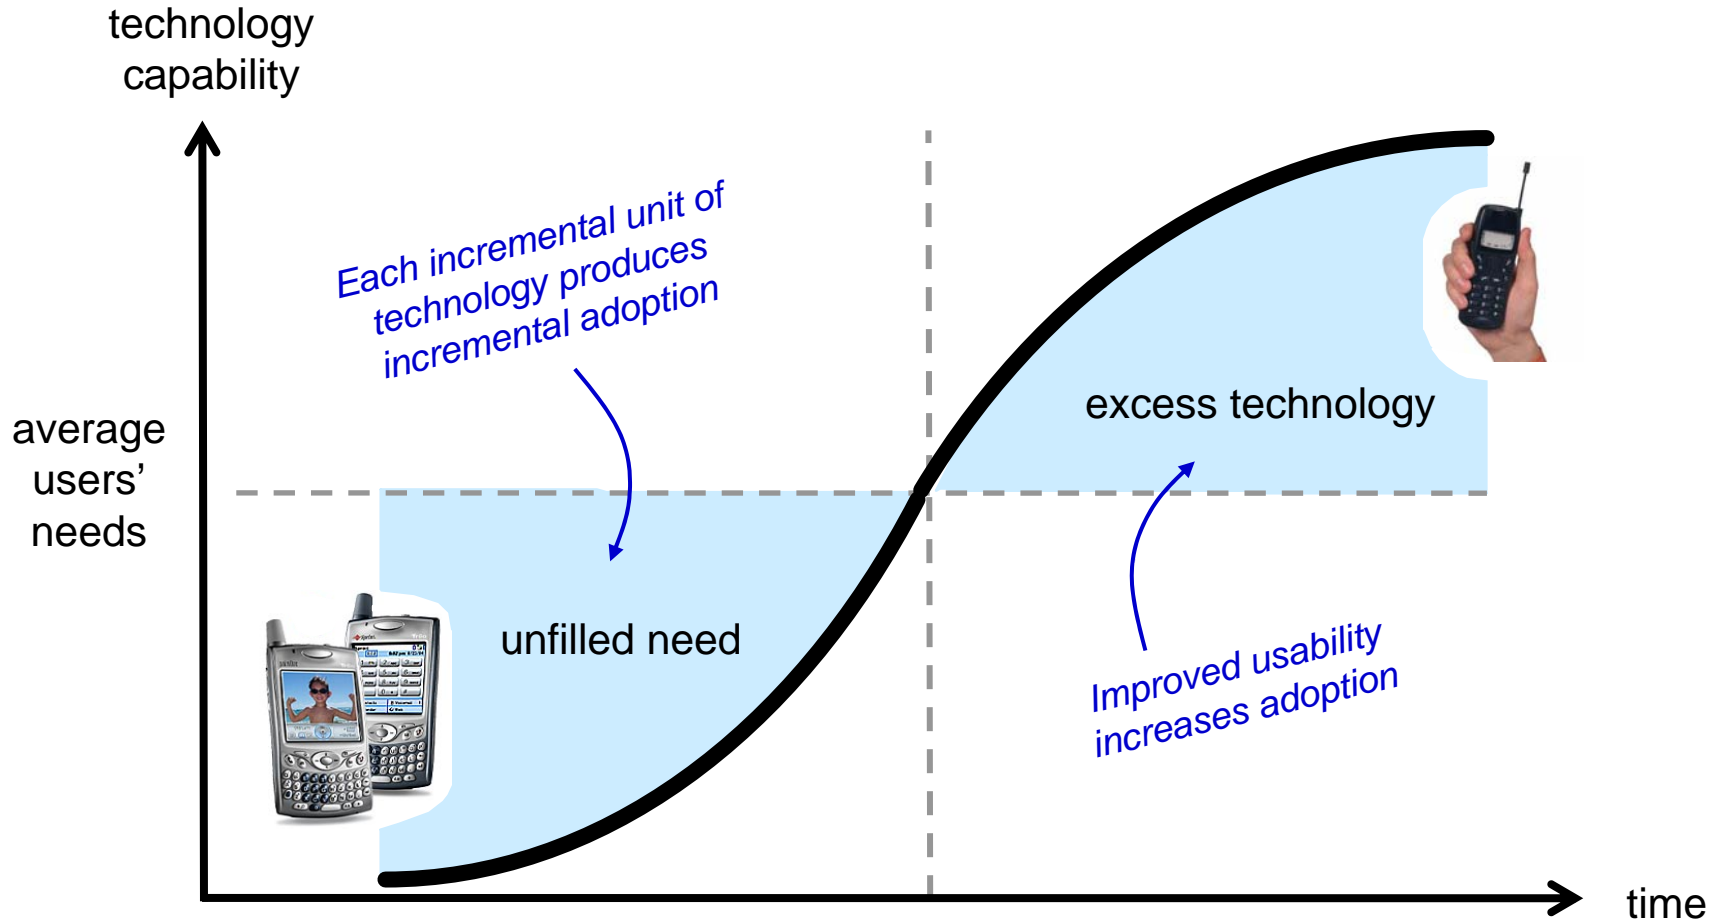 technology
capability
Each incremental unit of
technology produces
incremental adoption
average
users’
needs
excess technology
unfilled need
Improved usability
increases adoption
time